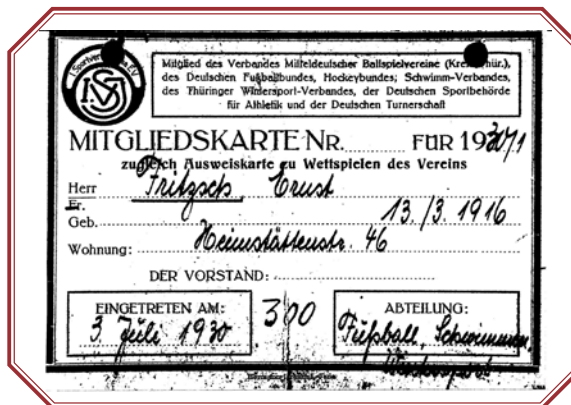 Mitglied des Verbandes Mitteldeutscher Ballspielvereine (Kreis Thür.),
des Deutschen Fußballbundes, Hockeybundes, Schwimm-Verbandes,
des Thüringer Wintersport-Verbandes, der Deutschen Sportbehörde
für Athletik und der Deutschen Turnerschaft
MITGLIEDSKARTE NR. FÜR 1930/1
zugleich Ausweiskarte zu Wettspielen des Vereins
Herr Fritzsch, Ernst
Fr.
Geb. 13./3. 1916
Wohnung: Heimstättenstr. 46
DER VORSTAND:
EINGETRETEN AM:
3. Juli 1930
300
ABTEILUNG:
Fußball, Schwimmen,
Wintersport